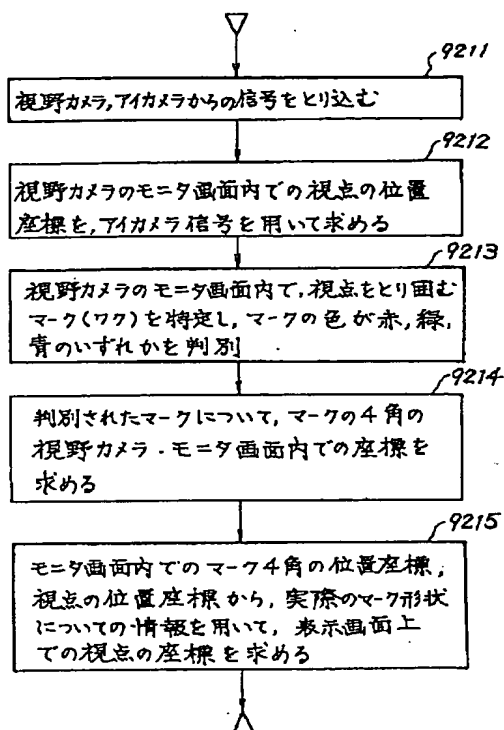 9211
視野カメラ,アイカメラからの信号をとり込む
9212
視野カメラのモニタ画面内での視点の位置
座標を,アイカメラ信号を用いて求める
9213
視野カメラのモニタ画面内で,視点をとり囲む
マーク(ワク)を特定し,マークの色が赤,緑,
青のいずれかを判別
9214
判別されたマークについて,マークの4角の
視野カメラ・モニタ画面内での座標を
求める
9215
モニタ画面内でのマーク4角の位置座標,
視点の位置座標から,実際のマーク形状
についての情報を用いて,表示画面上
での視点の座標を求める